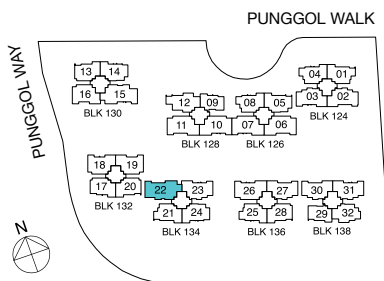 PUNGGOL WALK
PUNGGOL WAY
13 14
16 15
BLK 130
04 01
03 02
BLK 124
12 09
11 10
BLK 128
08 05
07 06
BLK 126
18 19
17 20
BLK 132
22 23
21 24
BLK 134
26 27
25 28
BLK 136
30 31
29 32
BLK 138
N